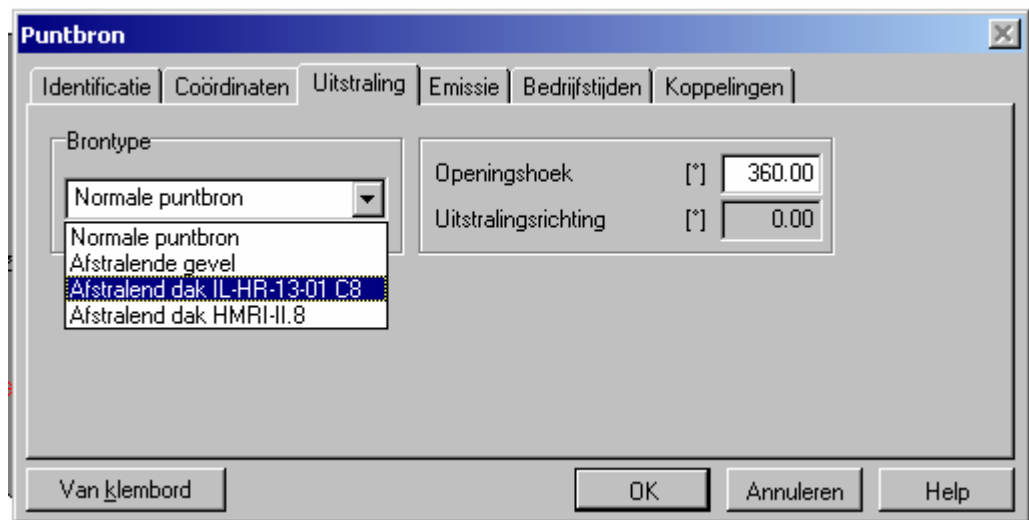 Puntbron
Identificatie Coördinaten Uitstraling Emissie Bedrijfstijden Koppelingen
Brontype
Normale puntbron
Normale puntbron
Afstralende gevel
Afstralend dak IL-HR-13-01 C8
Afstralend dak HMRI-II.8
Openingshoek [°] 360.00
Uitstralingsrichting [°] 0.00
Van klembord OK Annuleren Help